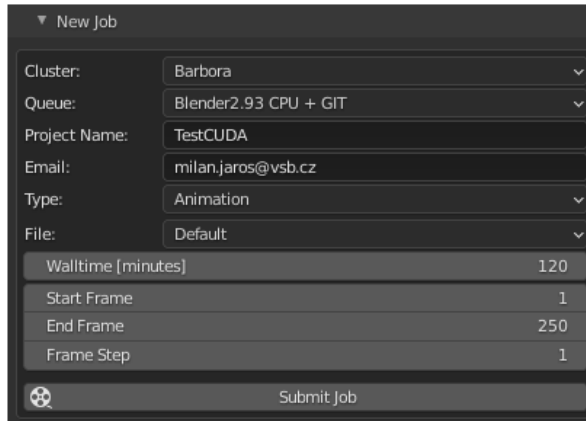 New Job
Cluster: Barbora
Queue: Blender2.93 CPU + GIT
Project Name: TestCUDA
Email: milan.jaros@vsb.cz
Type: Animation
File: Default
Walltime [minutes] 120
Start Frame 1
End Frame 250
Frame Step 1
Submit Job